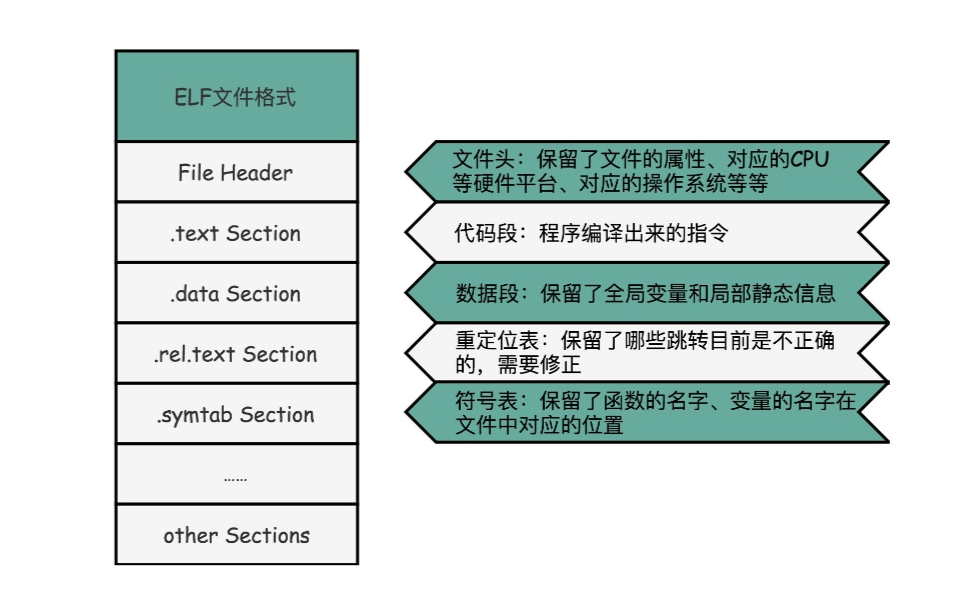 ELF文件格式
File Header
文件头：保留了文件的属性、对应的CPU
等硬件平台、对应的操作系统等等
.text Section
代码段：程序编译出来的指令
.data Section
数据段：保留了全局变量和局部静态信息
.rel.text Section
重定位表：保留了哪些跳转目前是不正确
的，需要修正
.symtab Section
符号表：保留了函数的名字、变量的名字在
文件中对应的位置
……
other Sections